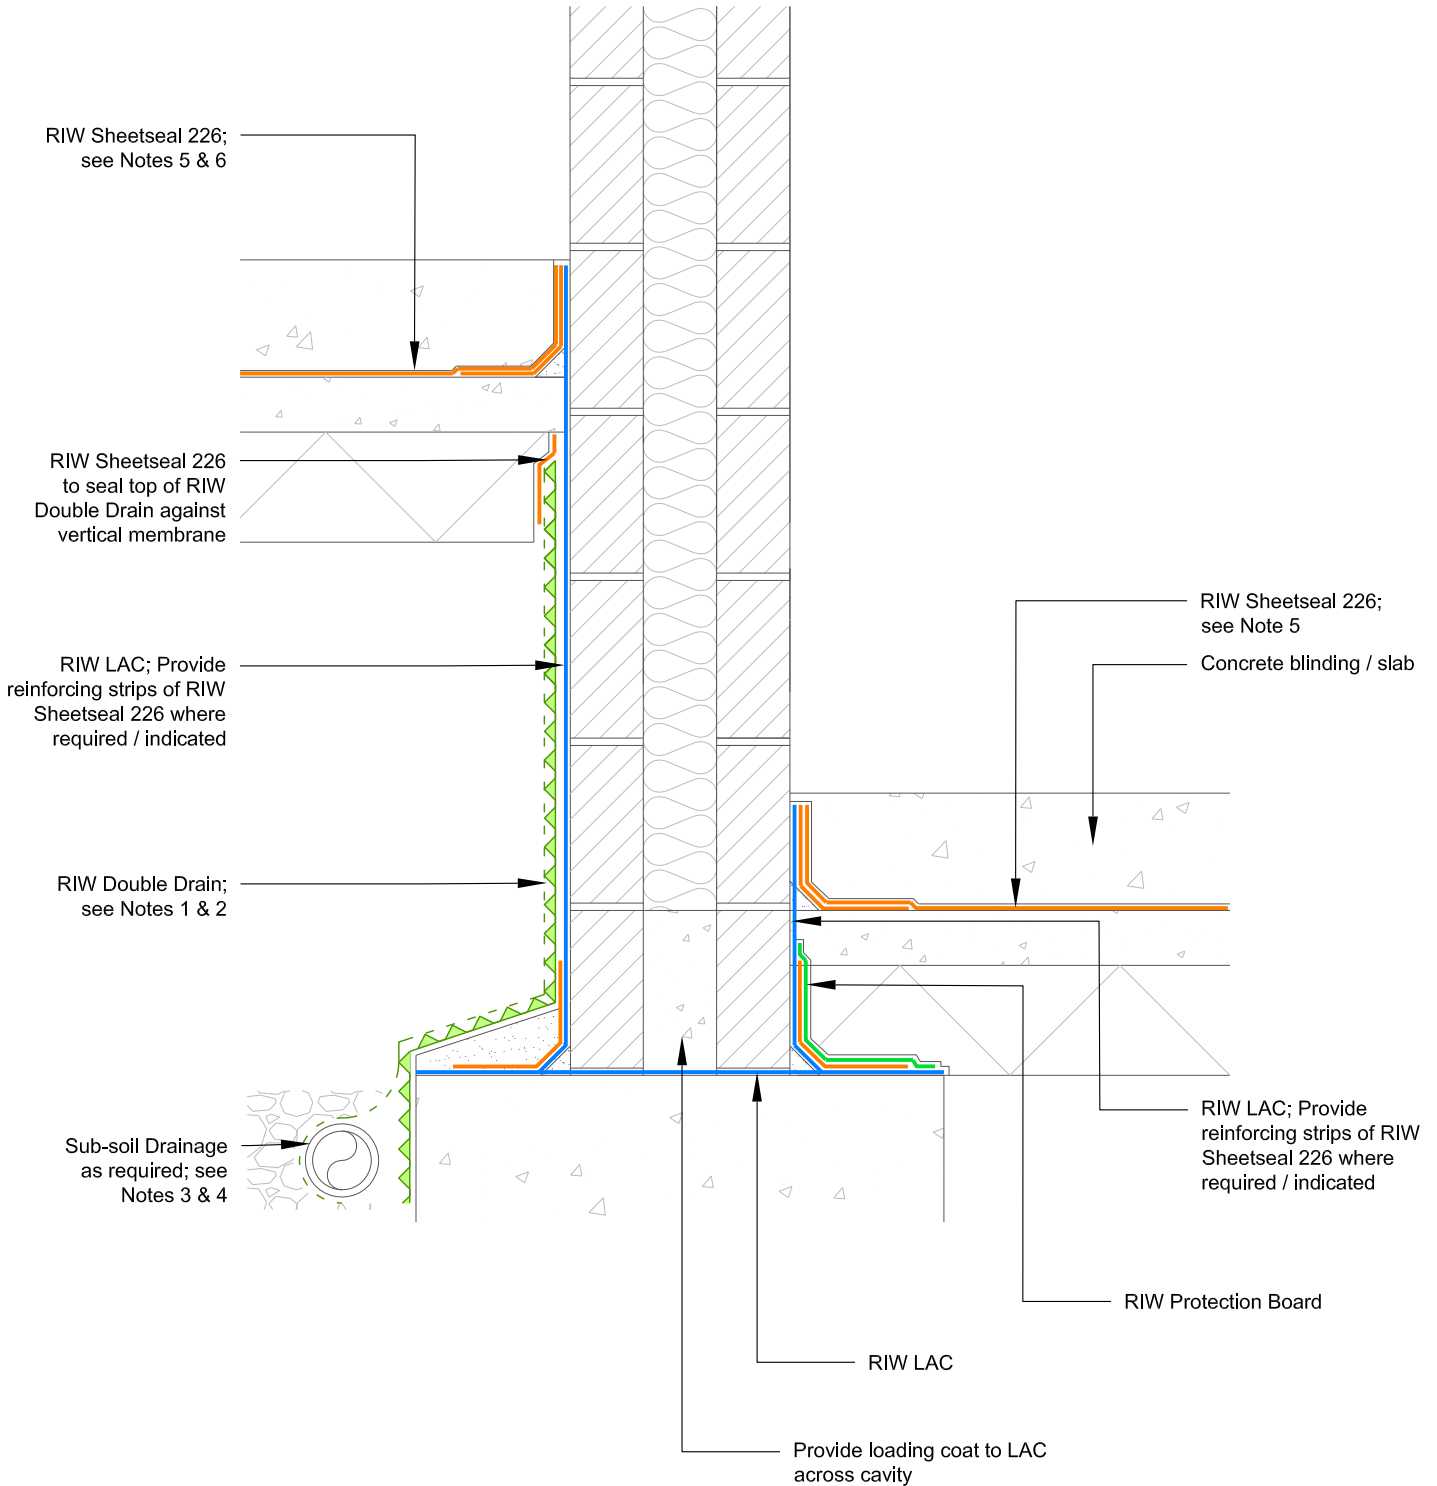 RIW Sheetseal 226;
see Notes 5 & 6
RIW Sheetseal 226
to seal top of RIW
Double Drain against
vertical membrane
RIW LAC; Provide
reinforcing strips of RIW
Sheetseal 226 where
required / indicated
RIW Double Drain;
see Notes 1 & 2
Sub-soil Drainage
as required; see
Notes 3 & 4
RIW Sheetseal 226;
see Note 5
Concrete blinding / slab
RIW LAC; Provide
reinforcing strips of RIW
Sheetseal 226 where
required / indicated
RIW Protection Board
RIW LAC
Provide loading coat to LAC
across cavity